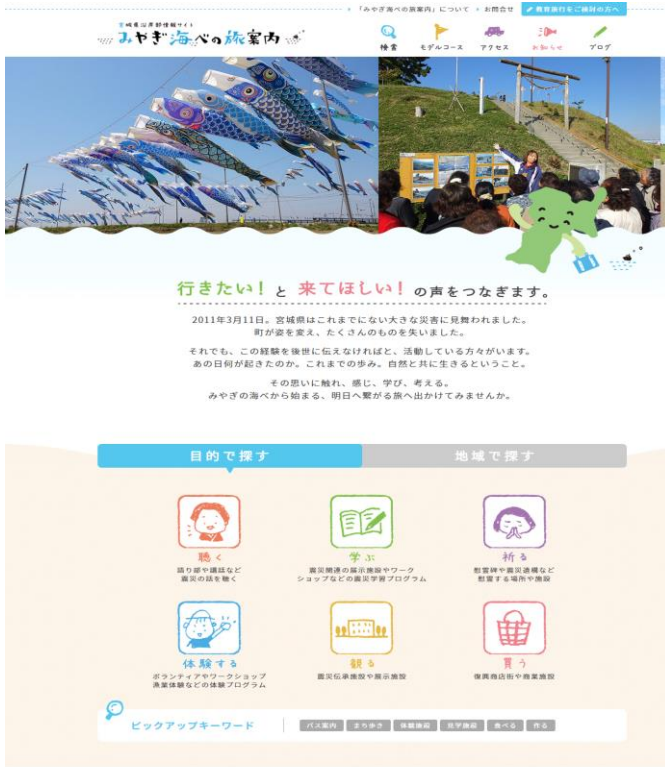 「みやぎ海べの旅案内」について
お問合せ
教育旅行をご検討の方へ
宮城県沿岸部情報サイト
みやぎ海べの旅案内
検索
モデルコース
アクセス
お知らせ
ブログ
行きたい！と 来てほしい！の声をつなぎます。
2011年3月11日。宮城県はこれまでにない大きな災害に見舞われました。
町が姿を変え、たくさんのものを失いました。
それでも、この経験を後世に伝えなければと、活動している方々がいます。
あの日何が起きたのか。これまでの歩み。自然と共に生きるということ。
その思いに触れ、感じ、学び、考える。
みやぎの海べから始まる、明日へ繋がる旅へ出かけてみませんか。
目的で探す
地域で探す
聴く
語り部や講話など
震災の話を聴く
学ぶ
震災関連の展示施設やワーク
ショップなどの震災学習プログラム
祈る
慰霊碑や震災遺構など
慰霊する場所や施設
体験する
ボランティアやワークショップ
漁業体験などの体験プログラム
観る
震災伝承施設や展示施設
買う
復興商店街や商業施設
ピックアップキーワード
バス案内
まち歩き
体験施設
見学施設
食べる
作る